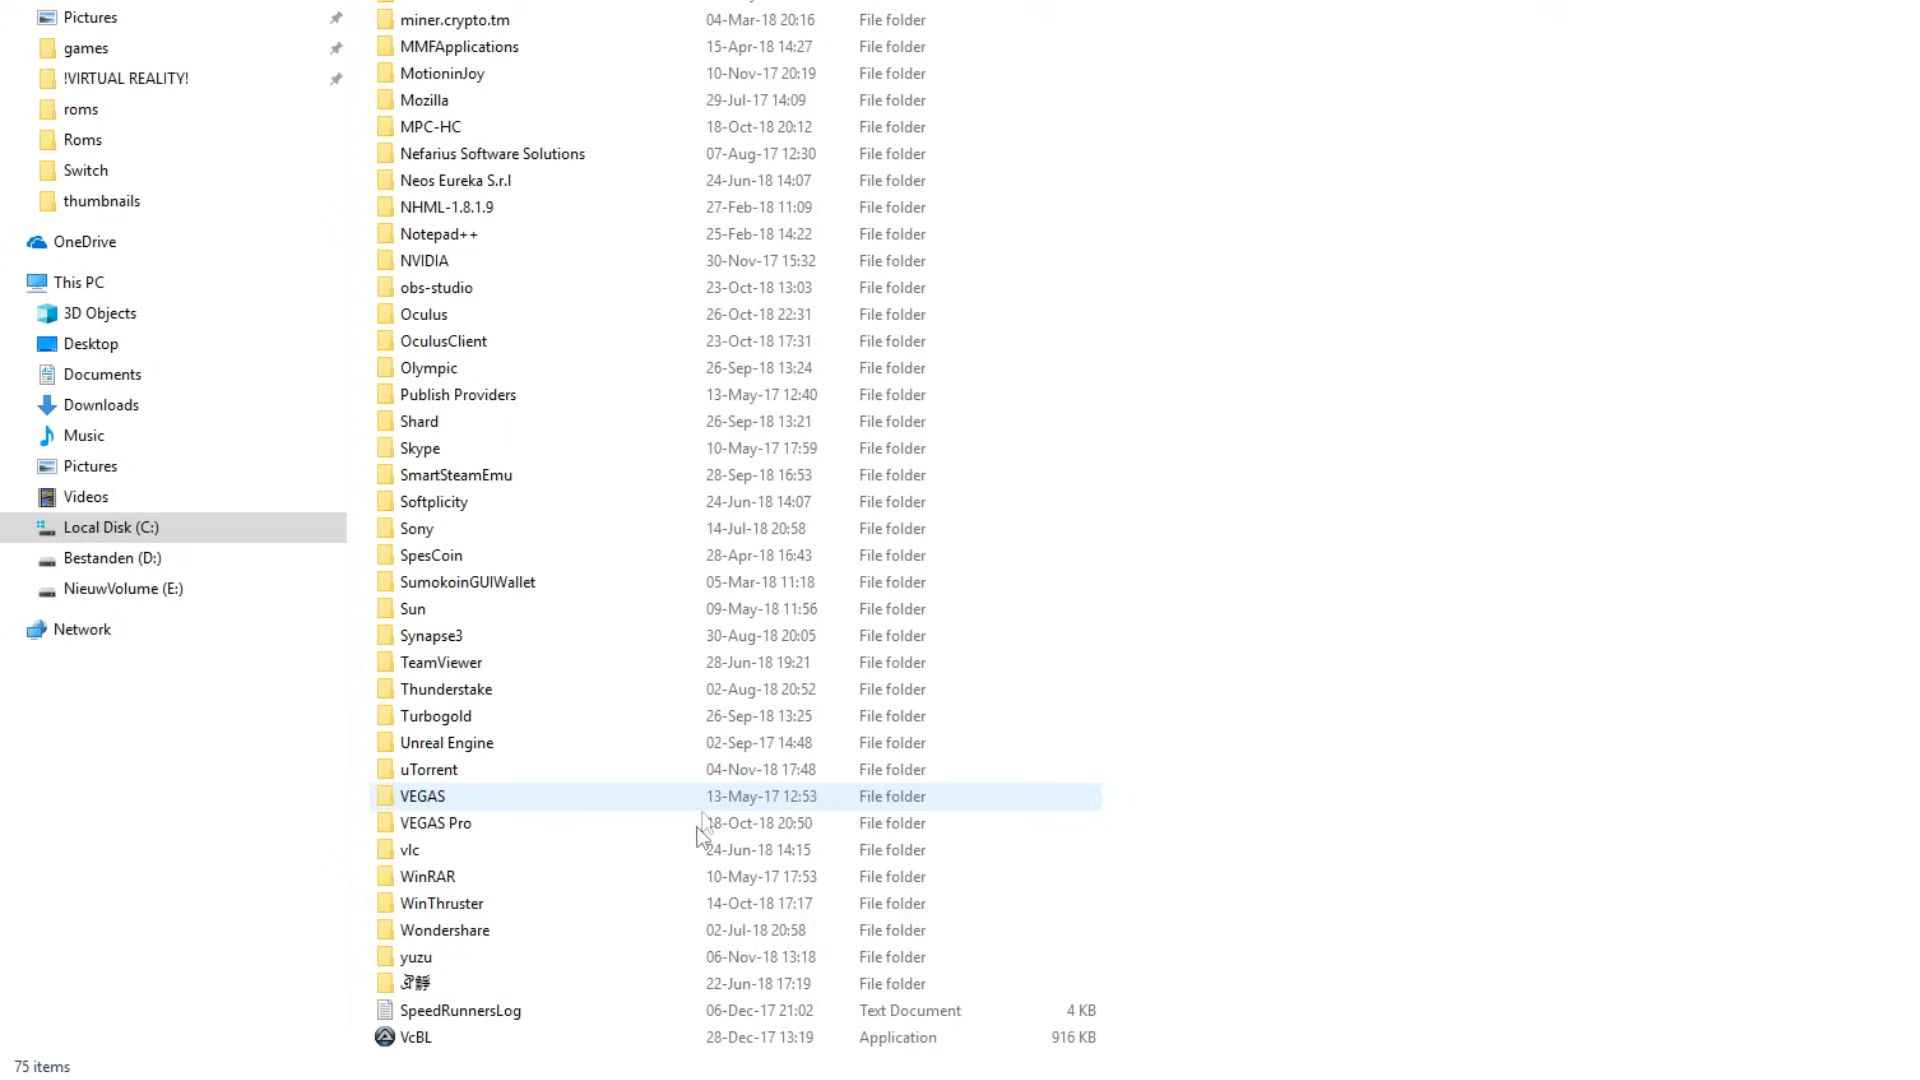 Pictures
games
!VIRTUAL REALITY!
roms
Roms
Switch
thumbnails
OneDrive
This PC
3D Objects
Desktop
Documents
Downloads
Music
Pictures
Videos
Local Disk (C:)
Bestanden (D:)
NieuwVolume (E:)
Network
miner.crypto.tm 04-Mar-18 20:16 File folder
MMFApplications 15-Apr-18 14:27 File folder
MotioninJoy 10-Nov-17 20:19 File folder
Mozilla 29-Jul-17 14:09 File folder
MPC-HC 18-Oct-18 20:12 File folder
Nefarius Software Solutions 07-Aug-17 12:30 File folder
Neos Eureka S.r.l 24-Jun-18 14:07 File folder
NHML-1.8.1.9 27-Feb-18 11:09 File folder
Notepad++ 25-Feb-18 14:22 File folder
NVIDIA 30-Nov-17 15:32 File folder
obs-studio 23-Oct-18 13:03 File folder
Oculus 26-Oct-18 22:31 File folder
OculusClient 23-Oct-18 17:31 File folder
Olympic 26-Sep-18 13:24 File folder
Publish Providers 13-May-17 12:40 File folder
Shard 26-Sep-18 13:21 File folder
Skype 10-May-17 17:59 File folder
SmartSteamEmu 28-Sep-18 16:53 File folder
Softplicity 24-Jun-18 14:07 File folder
Sony 14-Jul-18 20:58 File folder
SpesCoin 28-Apr-18 16:43 File folder
SumokoinGUIWallet 05-Mar-18 11:18 File folder
Sun 09-May-18 11:56 File folder
Synapse3 30-Aug-18 20:05 File folder
TeamViewer 28-Jun-18 19:21 File folder
Thunderstake 02-Aug-18 20:52 File folder
Turbogold 26-Sep-18 13:25 File folder
Unreal Engine 02-Sep-17 14:48 File folder
uTorrent 04-Nov-18 17:48 File folder
VEGAS 13-May-17 12:53 File folder
VEGAS Pro 18-Oct-18 20:50 File folder
vlc 24-Jun-18 14:15 File folder
WinRAR 10-May-17 17:53 File folder
WinThruster 14-Oct-18 17:17 File folder
Wondershare 02-Jul-18 20:58 File folder
yuzu 06-Nov-18 13:18 File folder
22-Jun-18 17:19 File folder
SpeedRunnersLog 06-Dec-17 21:02 Text Document 4 KB
VcBL 28-Dec-17 13:19 Application 916 KB
75 items